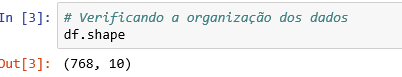 In [3]: # Verificando a organização dos dados
df.shape
Out[3]: (768, 10)